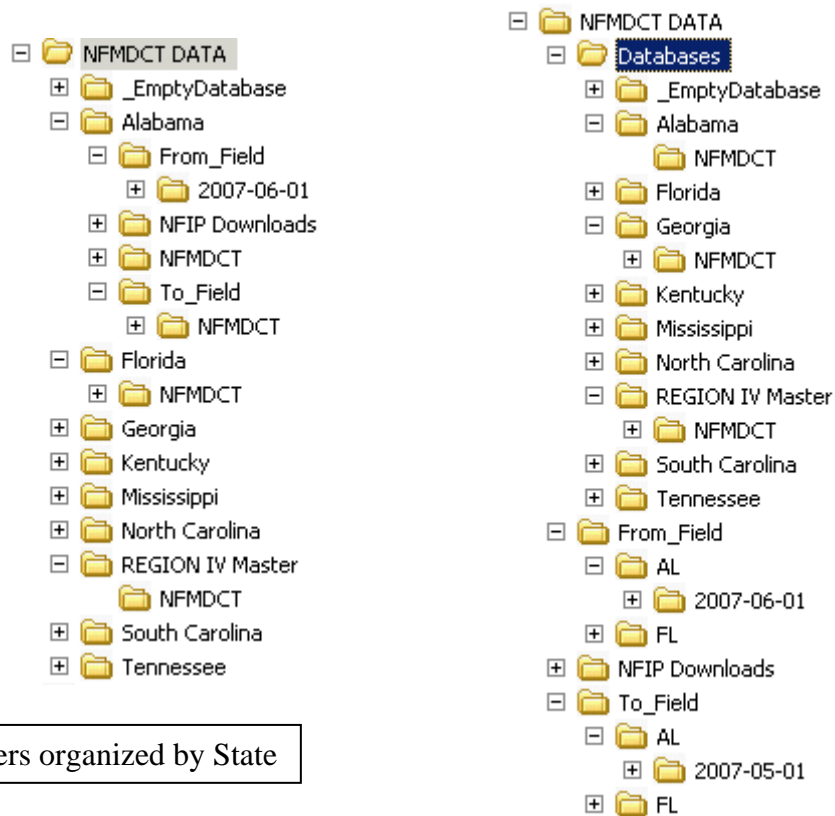 NFMDCT DATA
_EmptyDatabase
Alabama
From_Field
2007-06-01
NFIP Downloads
NFMDCT
To_Field
NFMDCT
Florida
NFMDCT
Georgia
Kentucky
Mississippi
North Carolina
REGION IV Master
NFMDCT
South Carolina
Tennessee
ers organized by State
NFMDCT DATA
Databases
_EmptyDatabase
Alabama
NFMDCT
Florida
Georgia
NFMDCT
Kentucky
Mississippi
North Carolina
REGION IV Master
NFMDCT
South Carolina
Tennessee
From_Field
AL
2007-06-01
FL
NFIP Downloads
To_Field
AL
2007-05-01
FL